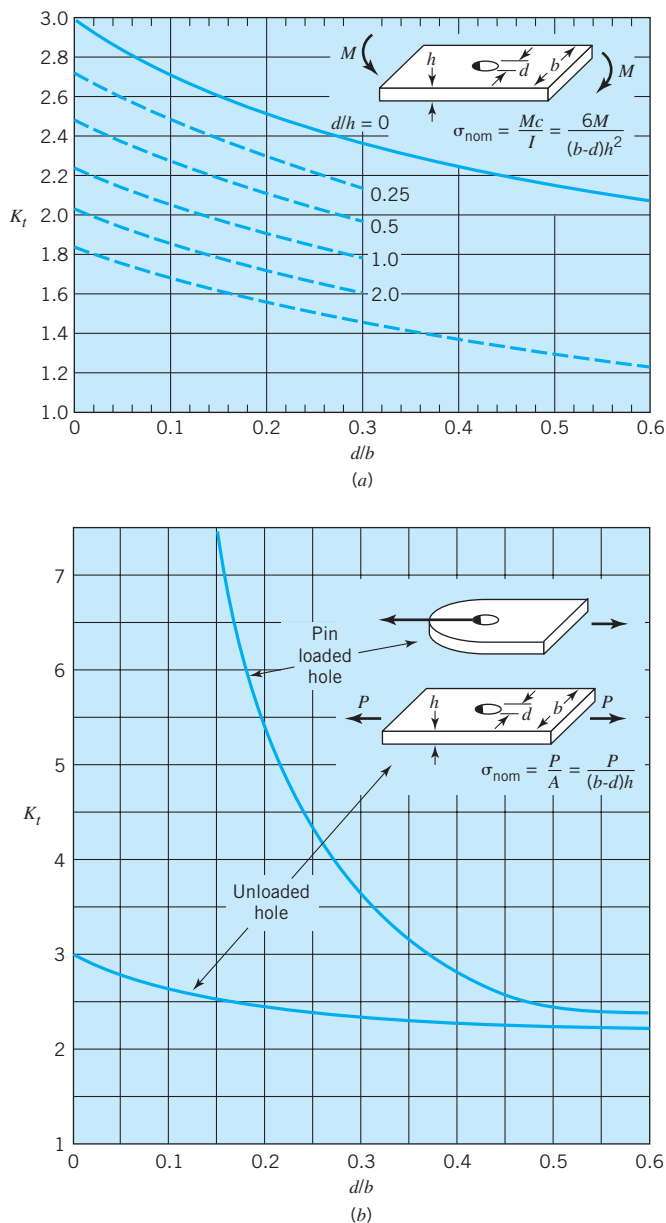 3.0
2.8
2.6
2.4
2.2
2.0
1.8
1.6
1.4
1.2
1.0
K_t
M
h
d
b
M
σ_nom = Mc/I = 6M/(b-d)h²
d/h = 0
0.25
0.5
1.0
2.0
0
0.1
0.2
0.3
0.4
0.5
0.6
d/b
(a)
7
6
5
4
3
2
1
K_t
Pin
loaded
hole
P
h
d
b
P
σ_nom = P/A = P/(b-d)h
Unloaded
hole
0
0.1
0.2
0.3
0.4
0.5
0.6
d/b
(b)